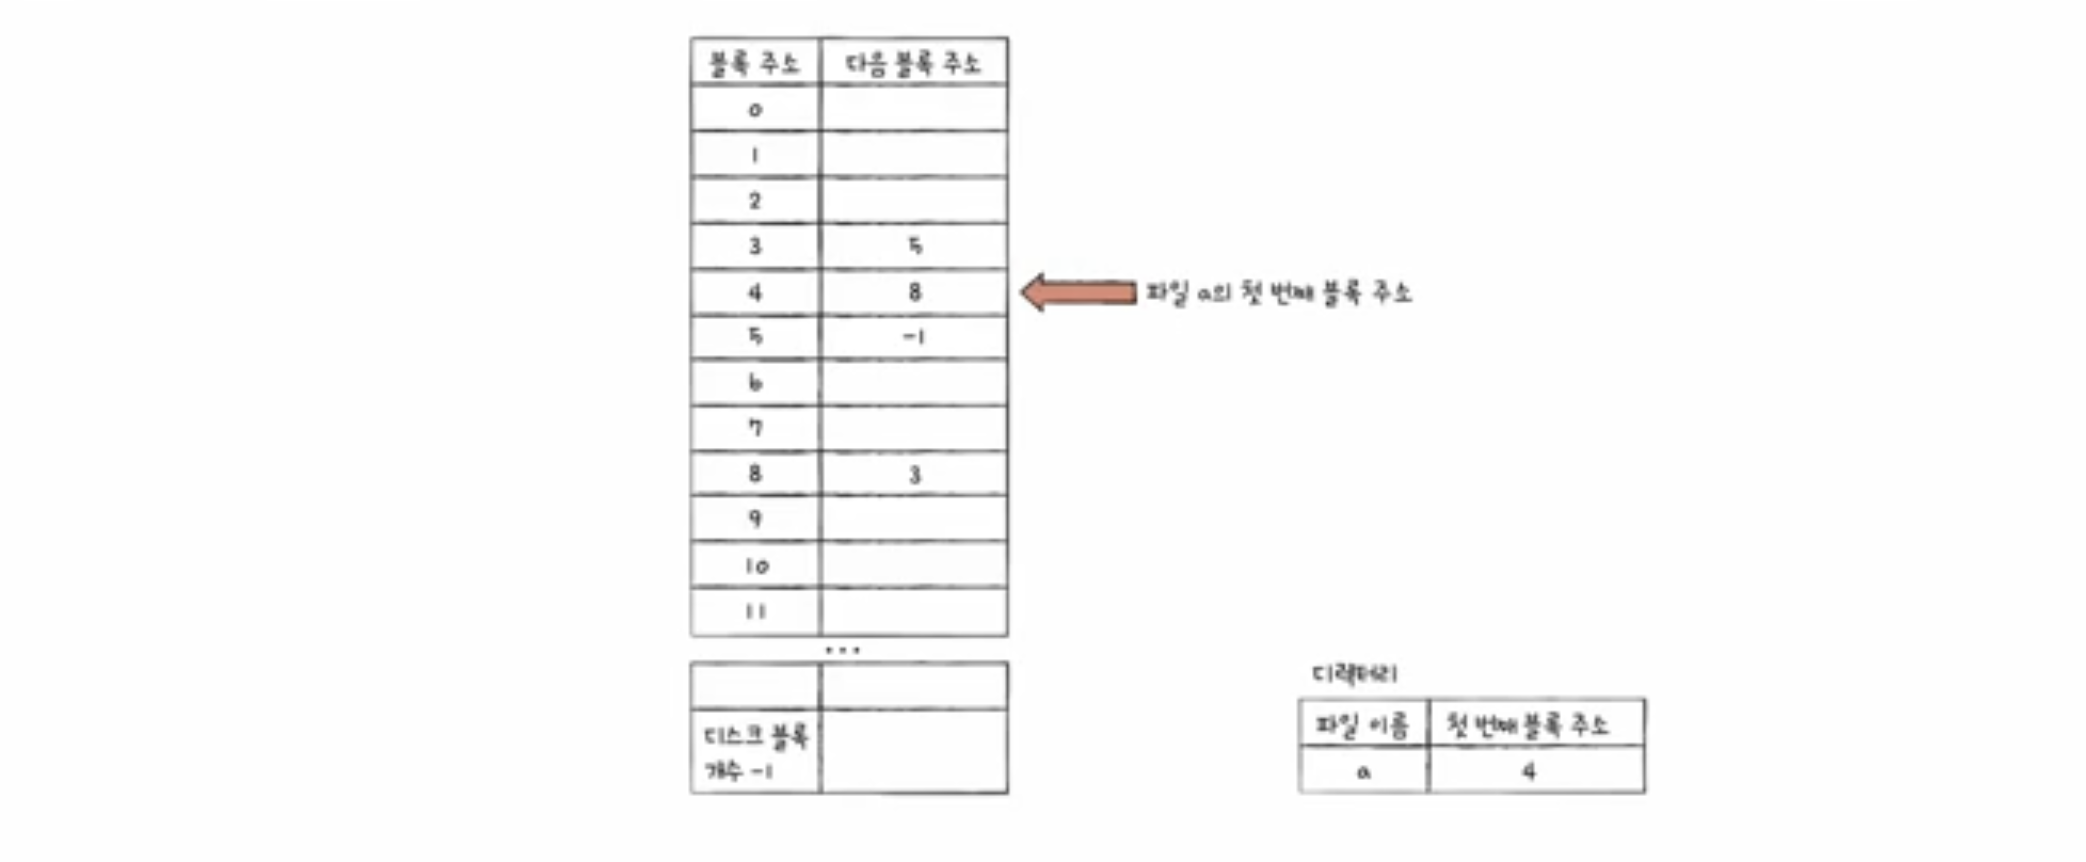 블록 주소 다음 블록 주소
0
1
2
3 5
4 8
파일 a의 첫 번째 블록 주소
5 -1
6
7
8 3
9
10
11
...
디스크 블록
개수 -1
디렉터리
파일 이름 첫 번째 블록 주소
a 4